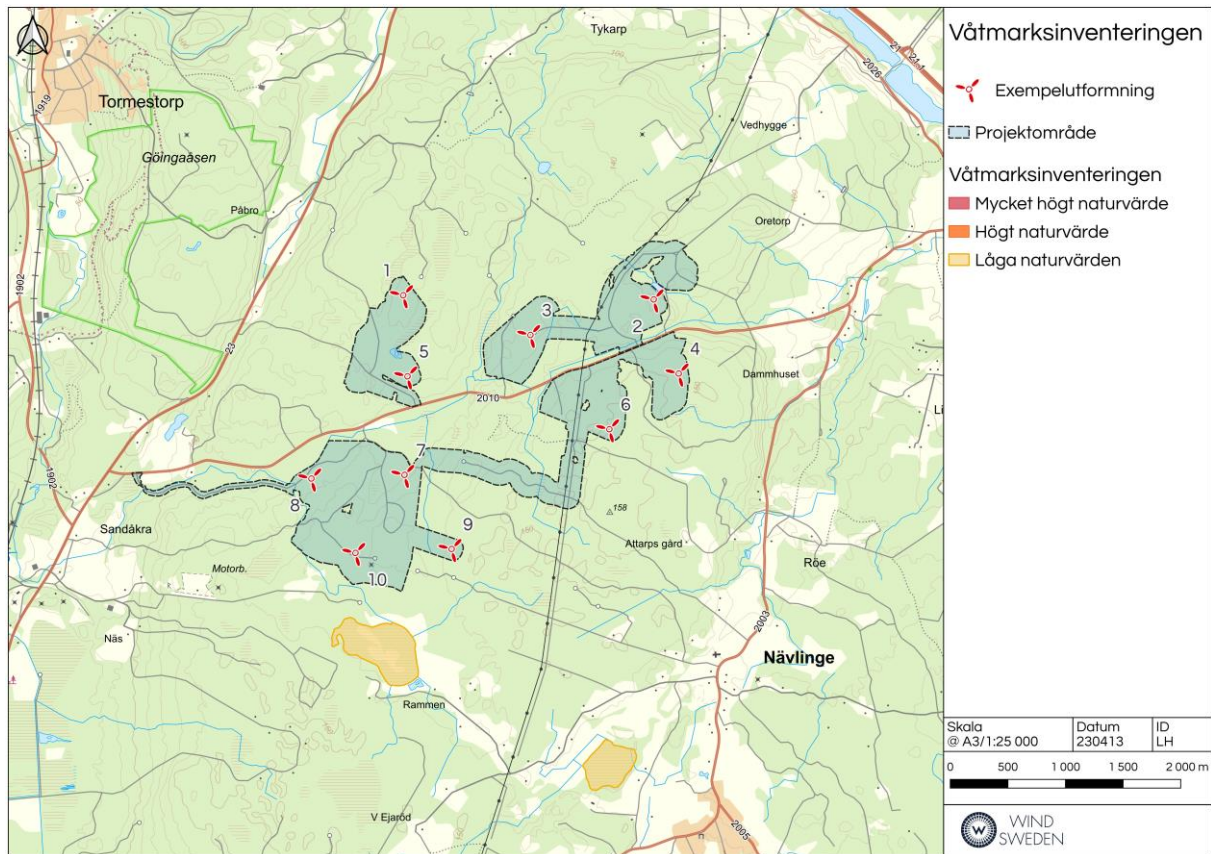 Våtmarksinventeringen
Exempelutformning
Projektområde
Våtmarksinventeringen
Mycket högt naturvärde
Högt naturvärde
Låga naturvärden
Skala
@ A3/1:25 000
Datum
230413
ID
LH
0 500 1 000 1 500 2 000 m
WIND
SWEDEN
Tykarp
21
21.1
2026
1919
Tormestorp
Vedhygge
Göingaåsen
Påbro
Oretorp
1902
1
3
2
23
5
4
Dammhuset
2010
6
7
1902
8
158
Sandåkra
9
Attarps gård
Röe
Motorb.
10
2003
Näs
Nävlinge
Rammen
V Ejaröd
2005